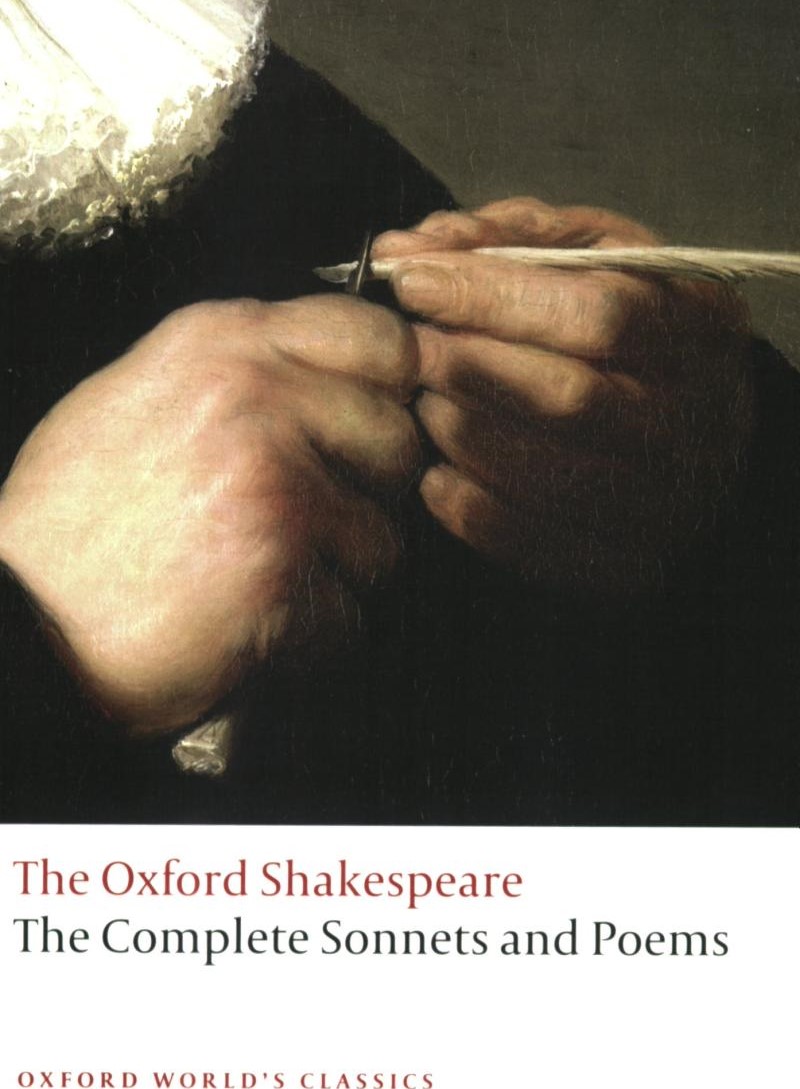 The Oxford Shakespeare
The Complete Sonnets and Poems
OXFORD WORLD'S CLASSICS